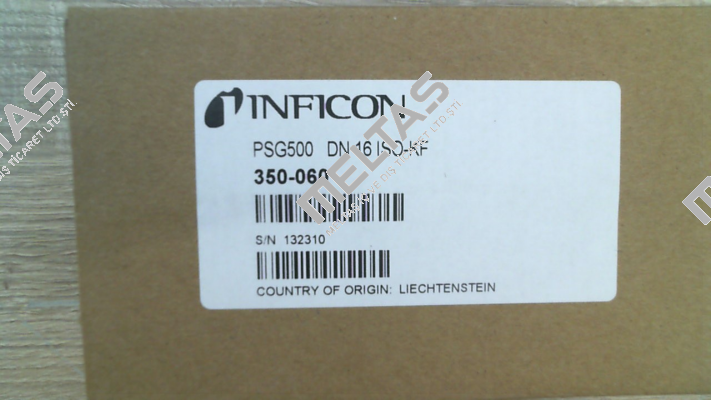 INFICON
PSG500 DN 16 ISO-KF
350-060
S/N 132310
COUNTRY OF ORIGIN: LIECHTENSTEIN
MELTAS